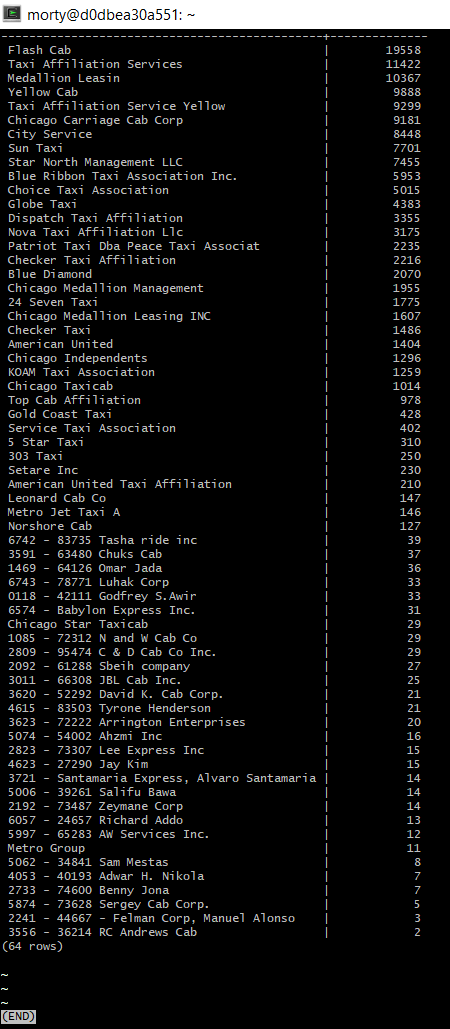 morty@d0dbea30a551: ~
---------------------------------------------+--------------
Flash Cab | 19558
Taxi Affiliation Services | 11422
Medallion Leasin | 10367
Yellow Cab | 9888
Taxi Affiliation Service Yellow | 9299
Chicago Carriage Cab Corp | 9181
City Service | 8448
Sun Taxi | 7701
Star North Management LLC | 7455
Blue Ribbon Taxi Association Inc. | 5953
Choice Taxi Association | 5015
Globe Taxi | 4383
Dispatch Taxi Affiliation | 3355
Nova Taxi Affiliation Llc | 3175
Patriot Taxi Dba Peace Taxi Associat | 2235
Checker Taxi Affiliation | 2216
Blue Diamond | 2070
Chicago Medallion Management | 1955
24 Seven Taxi | 1775
Chicago Medallion Leasing INC | 1607
Checker Taxi | 1486
American United | 1404
Chicago Independents | 1296
KOAM Taxi Association | 1259
Chicago Taxicab | 1014
Top Cab Affiliation | 978
Gold Coast Taxi | 428
Service Taxi Association | 402
5 Star Taxi | 310
303 Taxi | 250
Setare Inc | 230
American United Taxi Affiliation | 210
Leonard Cab Co | 147
Metro Jet Taxi A | 146
Norshore Cab | 127
6742 - 83735 Tasha ride inc | 39
3591 - 63480 Chuks Cab | 37
1469 - 64126 Omar Jada | 36
6743 - 78771 Luhak Corp | 33
0118 - 42111 Godfrey S.Awir | 33
6574 - Babylon Express Inc. | 31
Chicago Star Taxicab | 29
1085 - 72312 N and W Cab Co | 29
2809 - 95474 C & D Cab Co Inc. | 29
2092 - 61288 Sbeih company | 27
3011 - 66308 JBL Cab Inc. | 25
3620 - 52292 David K. Cab Corp. | 21
4615 - 83503 Tyrone Henderson | 21
3623 - 72222 Arrington Enterprises | 20
5074 - 54002 Ahzmi Inc | 16
2823 - 73307 Lee Express Inc | 15
4623 - 27290 Jay Kim | 15
3721 - Santamaria Express, Alvaro Santamaria | 14
5006 - 39261 Salifu Bawa | 14
2192 - 73487 Zeymane Corp | 14
6057 - 24657 Richard Addo | 13
5997 - 65283 AW Services Inc. | 12
Metro Group | 11
5062 - 34841 Sam Mestas | 8
4053 - 40193 Adwar H. Nikola | 7
2733 - 74600 Benny Jona | 7
5874 - 73628 Sergey Cab Corp. | 5
2241 - 44667 - Felman Corp, Manuel Alonso | 3
3556 - 36214 RC Andrews Cab | 2
(64 rows)
~
~
~
(END)